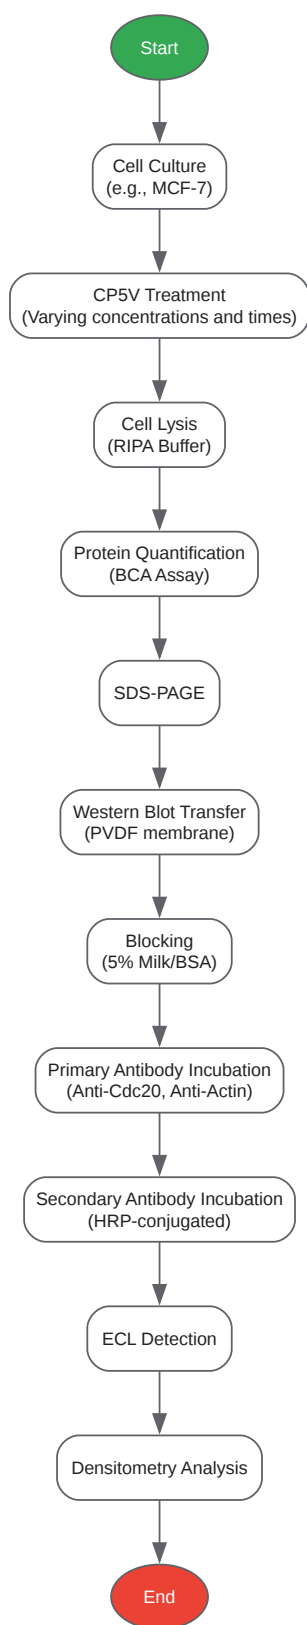 Start
Cell Culture
(e.g., MCF-7)
CP5V Treatment
(Varying concentrations and times)
Cell Lysis
(RIPA Buffer)
Protein Quantification
(BCA Assay)
SDS-PAGE
Western Blot Transfer
(PVDF membrane)
Blocking
(5% Milk/BSA)
Primary Antibody Incubation
(Anti-Cdc20, Anti-Actin)
Secondary Antibody Incubation
(HRP-conjugated)
ECL Detection
Densitometry Analysis
End